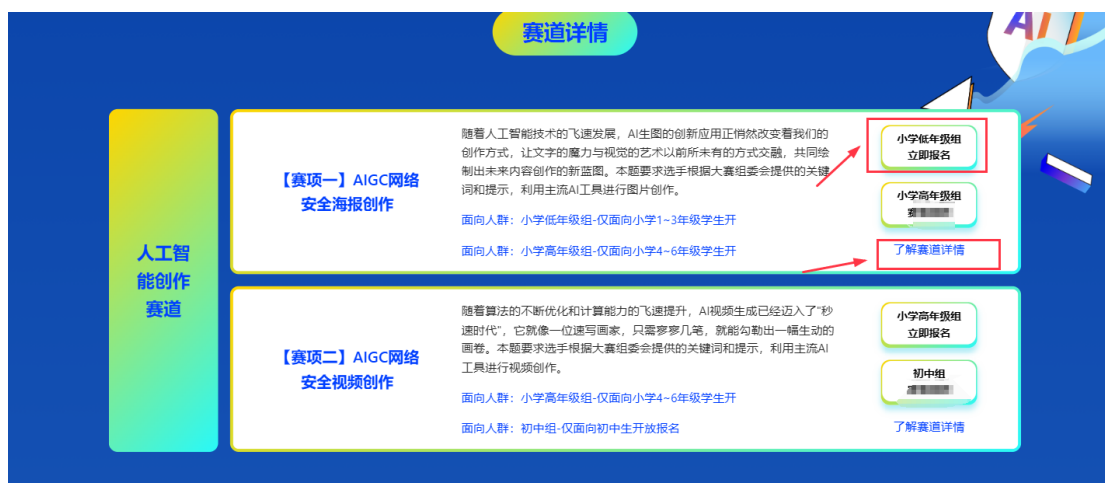 赛道详情
AI
人工智
能创作
赛道
【赛项一】AIGC网络
安全海报创作
随着人工智能技术的飞速发展，AI生图的创新应用正悄然改变着我们的
创作方式，让文字的魔力与视觉的艺术以前所未有的方式交融，共同绘
制出未来内容创作的新蓝图。本题要求选手根据大赛组委会提供的关键
词和提示，利用主流AI工具进行图片创作。
面向人群：小学低年级组-仅面向小学1~3年级学生开
面向人群：小学高年级组-仅面向小学4~6年级学生开
小学低年级组
立即报名
小学高年级组
了解赛道详情
【赛项二】AIGC网络
安全视频创作
随着算法的不断优化和计算能力的飞速提升，AI视频生成已经迈入了“秒
速时代”，它就像一位速写画家，只需寥寥几笔，就能勾勒出一幅生动的
画卷。本题要求选手根据大赛组委会提供的关键词和提示，利用主流AI
工具进行视频创作。
面向人群：小学高年级组-仅面向小学4~6年级学生开
面向人群：初中组-仅面向初中生开放报名
小学高年级组
立即报名
初中组
了解赛道详情